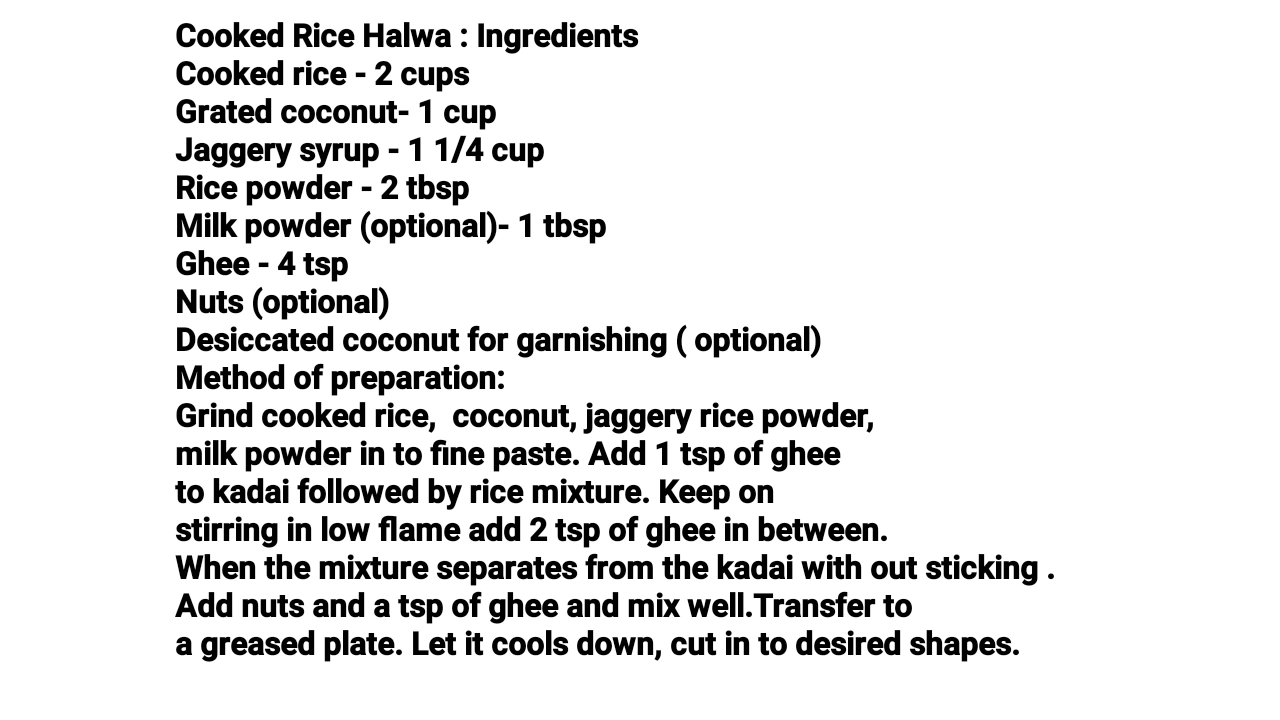 Cooked Rice Halwa : Ingredients
Cooked rice - 2 cups
Grated coconut- 1 cup
Jaggery syrup - 1 1/4 cup
Rice powder - 2 tbsp
Milk powder (optional)- 1 tbsp
Ghee - 4 tsp
Nuts (optional)
Desiccated coconut for garnishing ( optional)
Method of preparation:
Grind cooked rice,  coconut, jaggery rice powder,
milk powder in to fine paste. Add 1 tsp of ghee
to kadai followed by rice mixture. Keep on
stirring in low flame add 2 tsp of ghee in between.
When the mixture separates from the kadai with out sticking .
Add nuts and a tsp of ghee and mix well.Transfer to
a greased plate. Let it cools down, cut in to desired shapes.